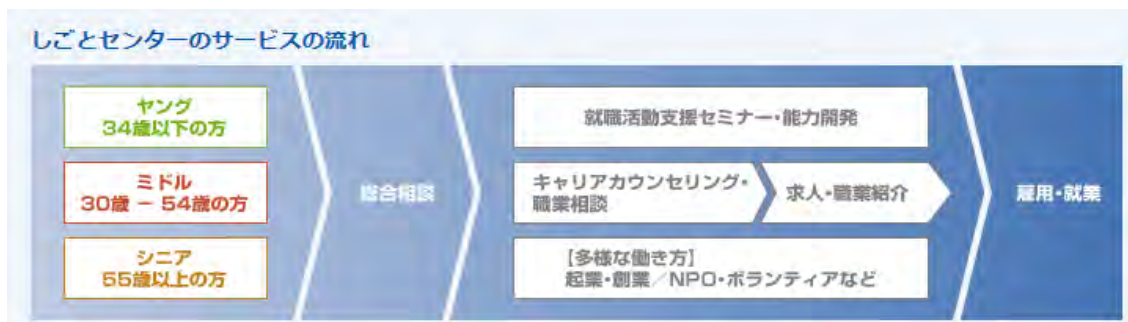 しごとセンターのサービスの流れ
ヤング
34歳以下の方
ミドル
30歳 － 54歳の方
シニア
55歳以上の方
総合相談
就職活動支援セミナー・能力開発
キャリアカウンセリング・
職業相談
求人・職業紹介
【多様な働き方】
起業・創業／NPO・ボランティアなど
雇用・就業